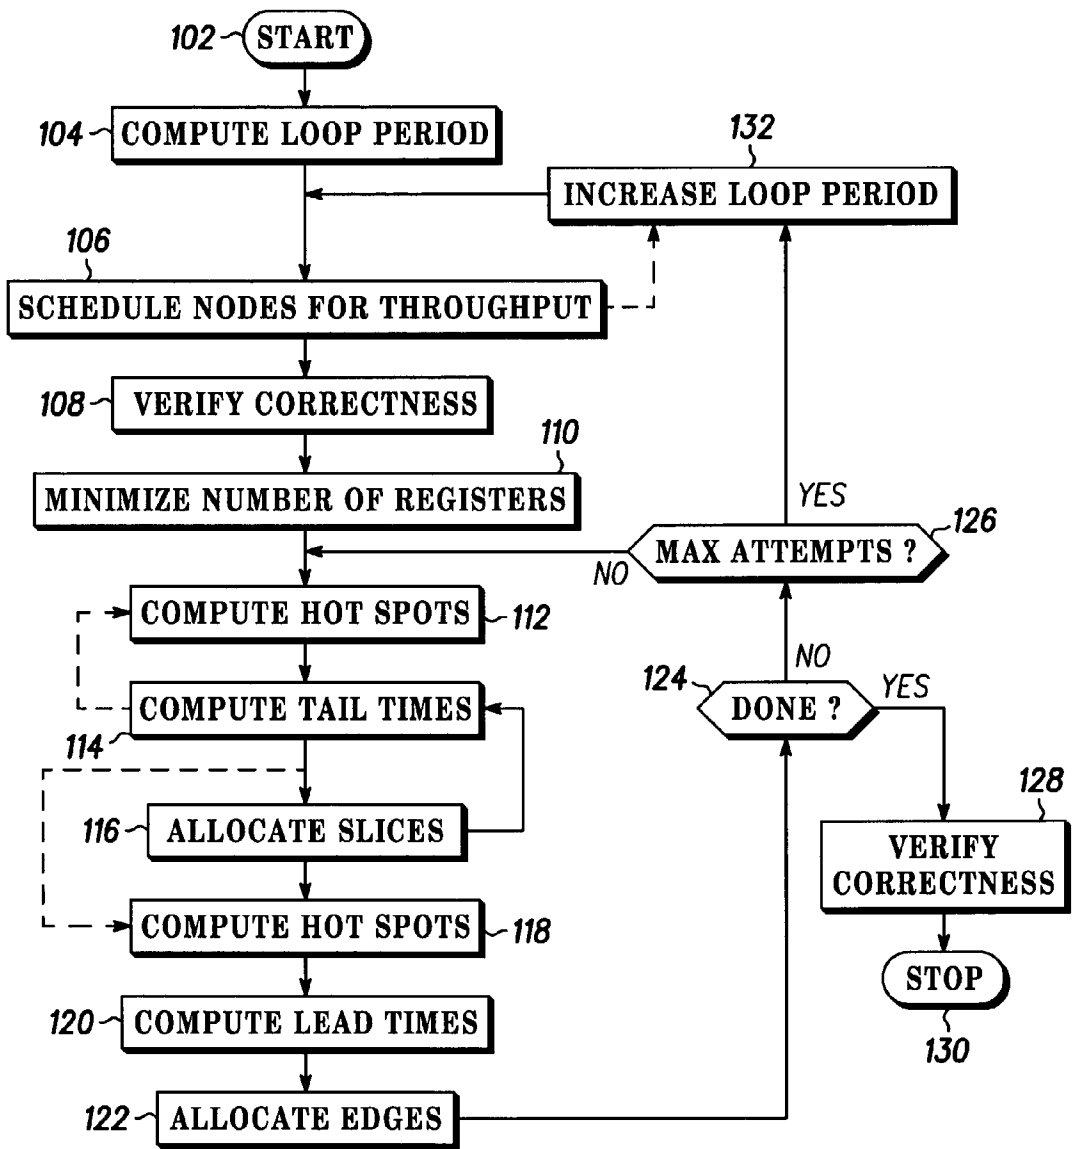 102 START
104 COMPUTE LOOP PERIOD
132
INCREASE LOOP PERIOD
106
SCHEDULE NODES FOR THROUGHPUT
108 VERIFY CORRECTNESS
110
MINIMIZE NUMBER OF REGISTERS
YES
126
MAX ATTEMPTS ?
NO
COMPUTE HOT SPOTS 112
NO
124
YES
COMPUTE TAIL TIMES
DONE ?
114
128
116 ALLOCATE SLICES
VERIFY
CORRECTNESS
COMPUTE HOT SPOTS 118
STOP
120 COMPUTE LEAD TIMES
130
122 ALLOCATE EDGES